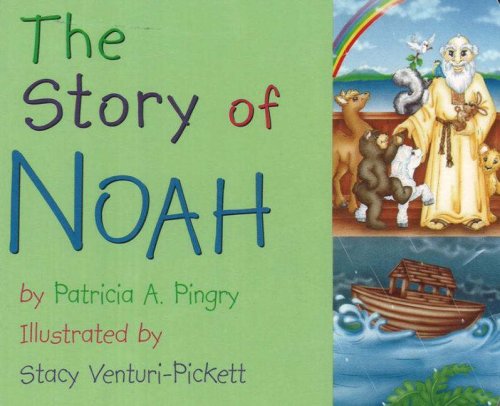 The
Story of
NOAH
by Patricia A. Pingry
Illustrated by
Stacy Venturi-Pickett